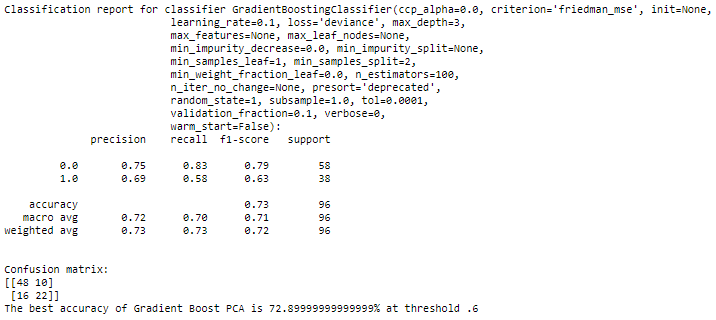 Classification report for classifier GradientBoostingClassifier(ccp_alpha=0.0, criterion='friedman_mse', init=None,
learning_rate=0.1, loss='deviance', max_depth=3,
max_features=None, max_leaf_nodes=None,
min_impurity_decrease=0.0, min_impurity_split=None,
min_samples_leaf=1, min_samples_split=2,
min_weight_fraction_leaf=0.0, n_estimators=100,
n_iter_no_change=None, presort='deprecated',
random_state=1, subsample=1.0, tol=0.0001,
validation_fraction=0.1, verbose=0,
warm_start=False):
precision recall f1-score support
0.0 0.75 0.83 0.79 58
1.0 0.69 0.58 0.63 38
accuracy 0.73 96
macro avg 0.72 0.70 0.71 96
weighted avg 0.73 0.73 0.72 96
Confusion matrix:
[[48 10]
[16 22]]
The best accuracy of Gradient Boost PCA is 72.89999999999999% at threshold .6